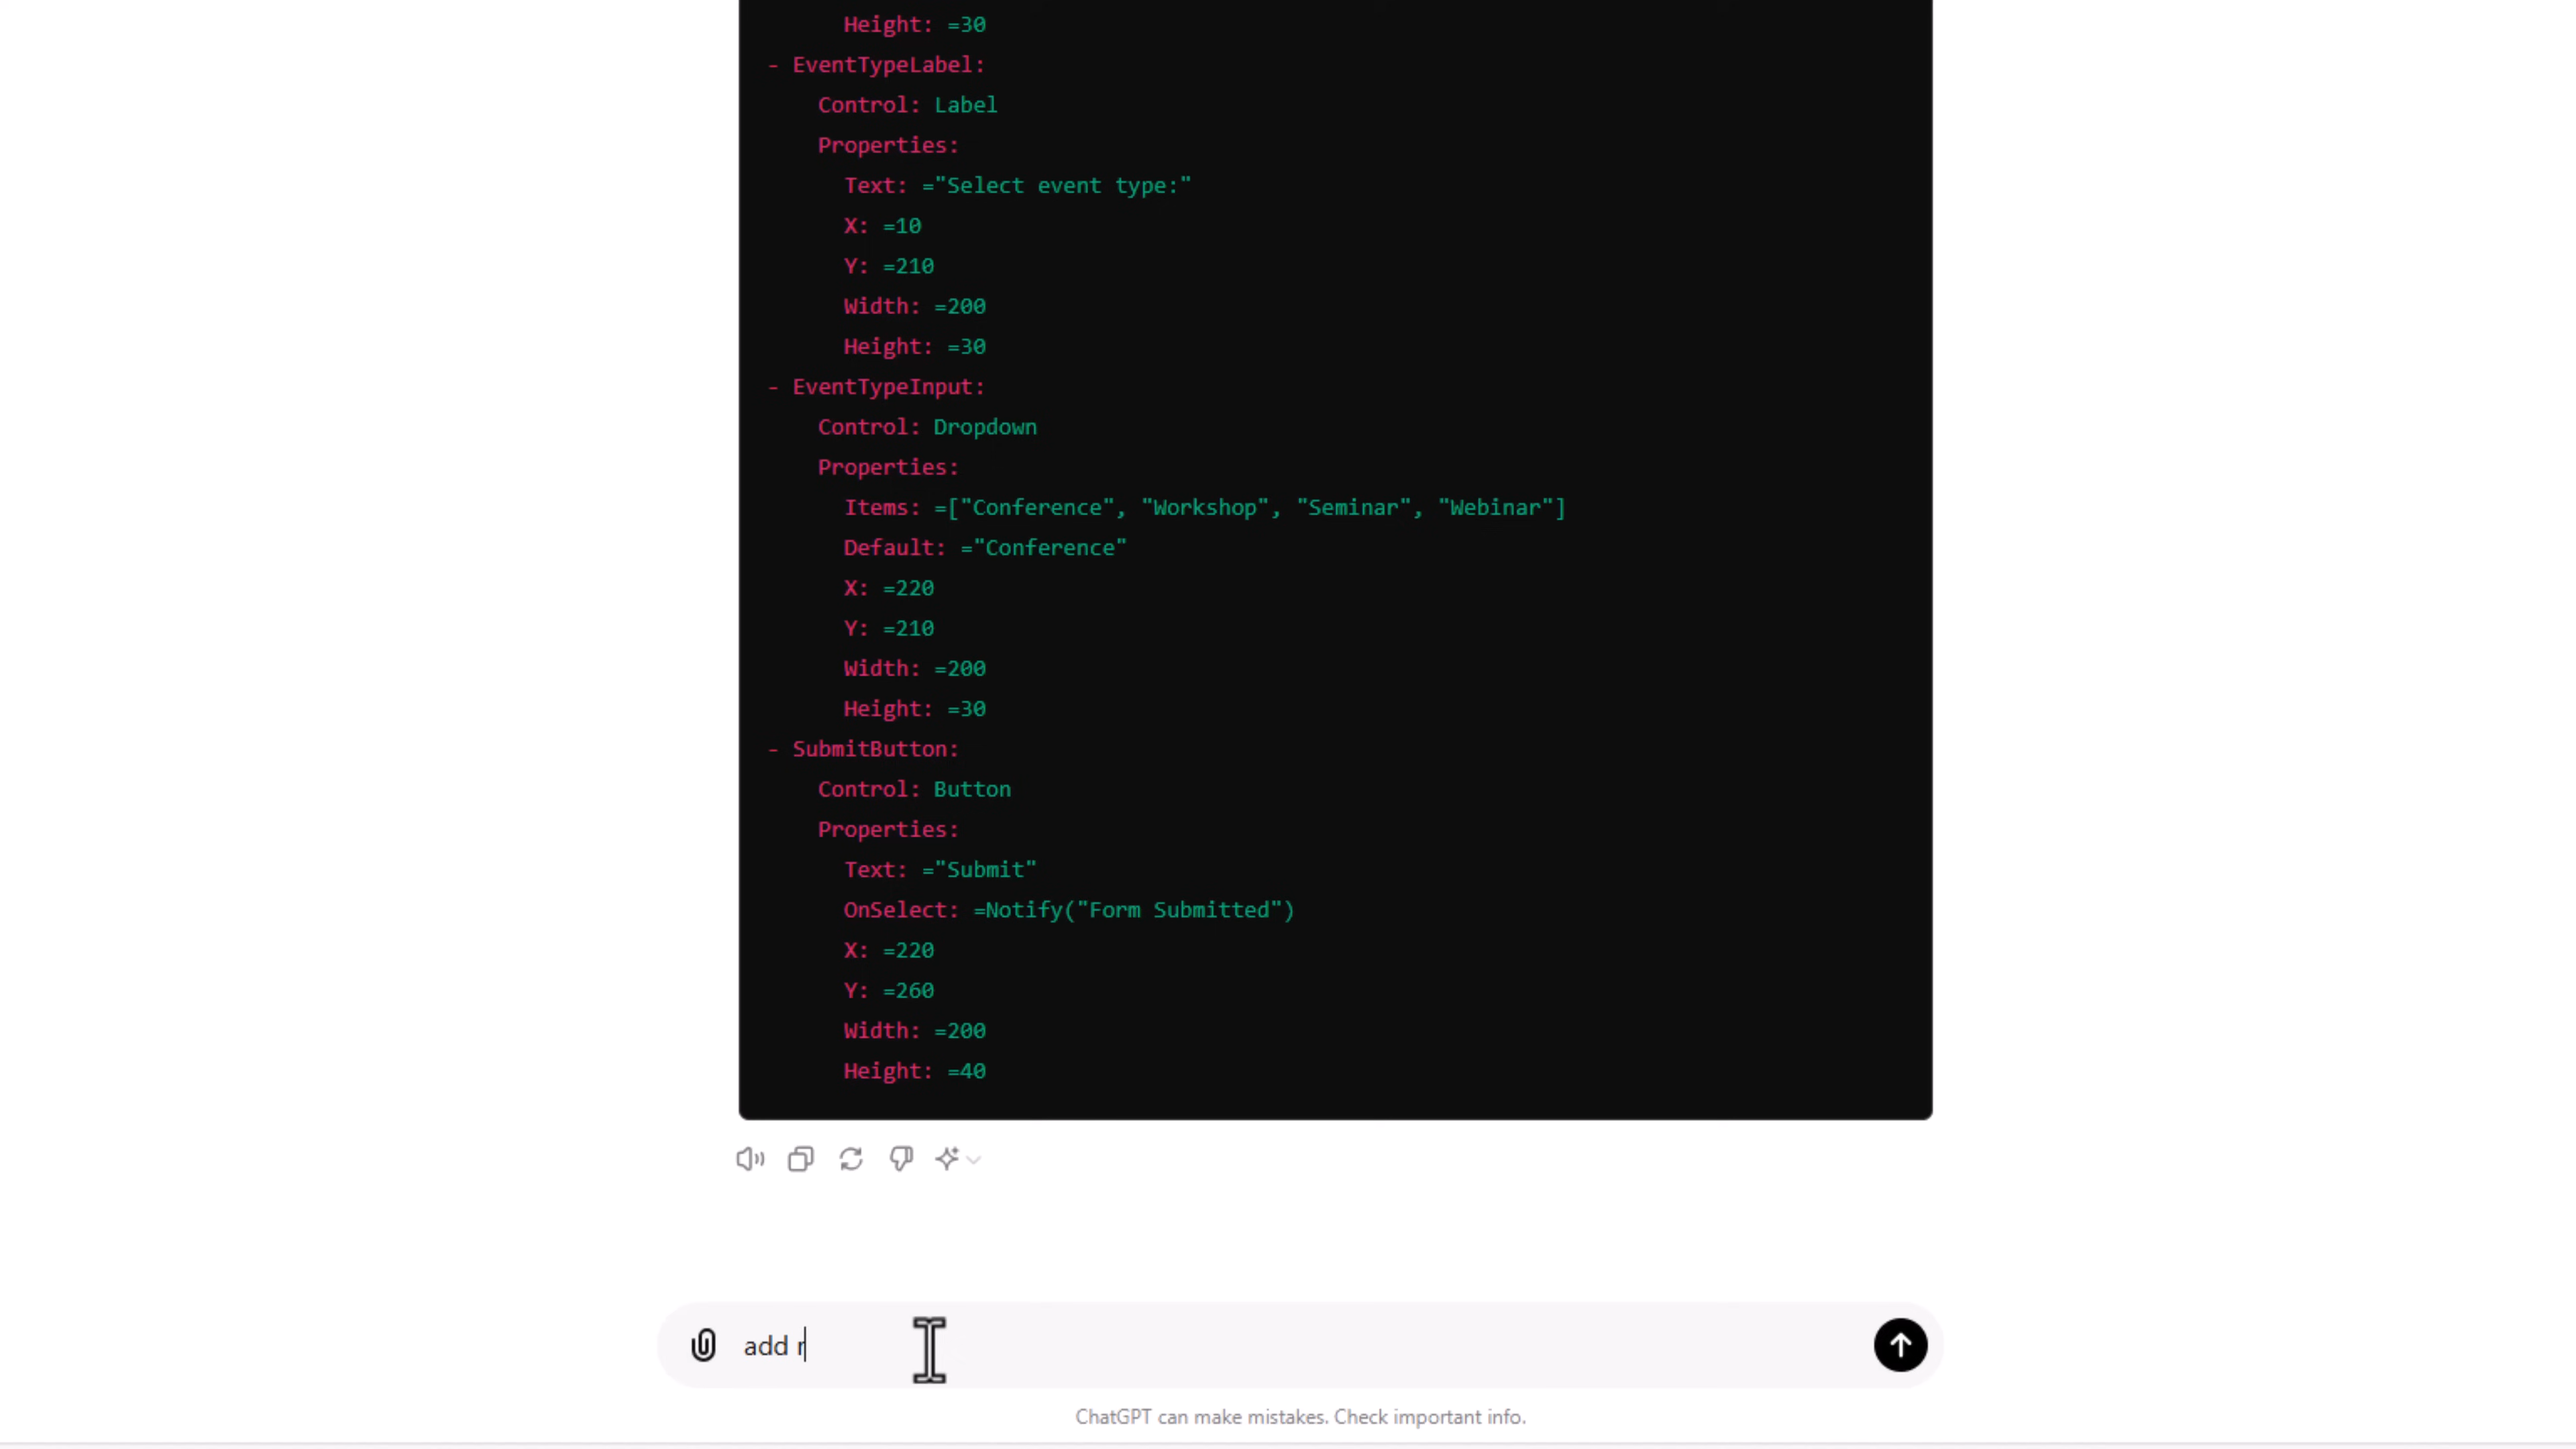 Height: =30
- EventTypeLabel:
Control: Label
Properties:
Text: ="Select event type:"
X: =10
Y: =210
Width: =200
Height: =30
- EventTypeInput:
Control: Dropdown
Properties:
Items: =["Conference", "Workshop", "Seminar", "Webinar"]
Default: ="Conference"
X: =220
Y: =210
Width: =200
Height: =30
- SubmitButton:
Control: Button
Properties:
Text: ="Submit"
OnSelect: =Notify("Form Submitted")
X: =220
Y: =260
Width: =200
Height: =40
add r
ChatGPT can make mistakes. Check important info.